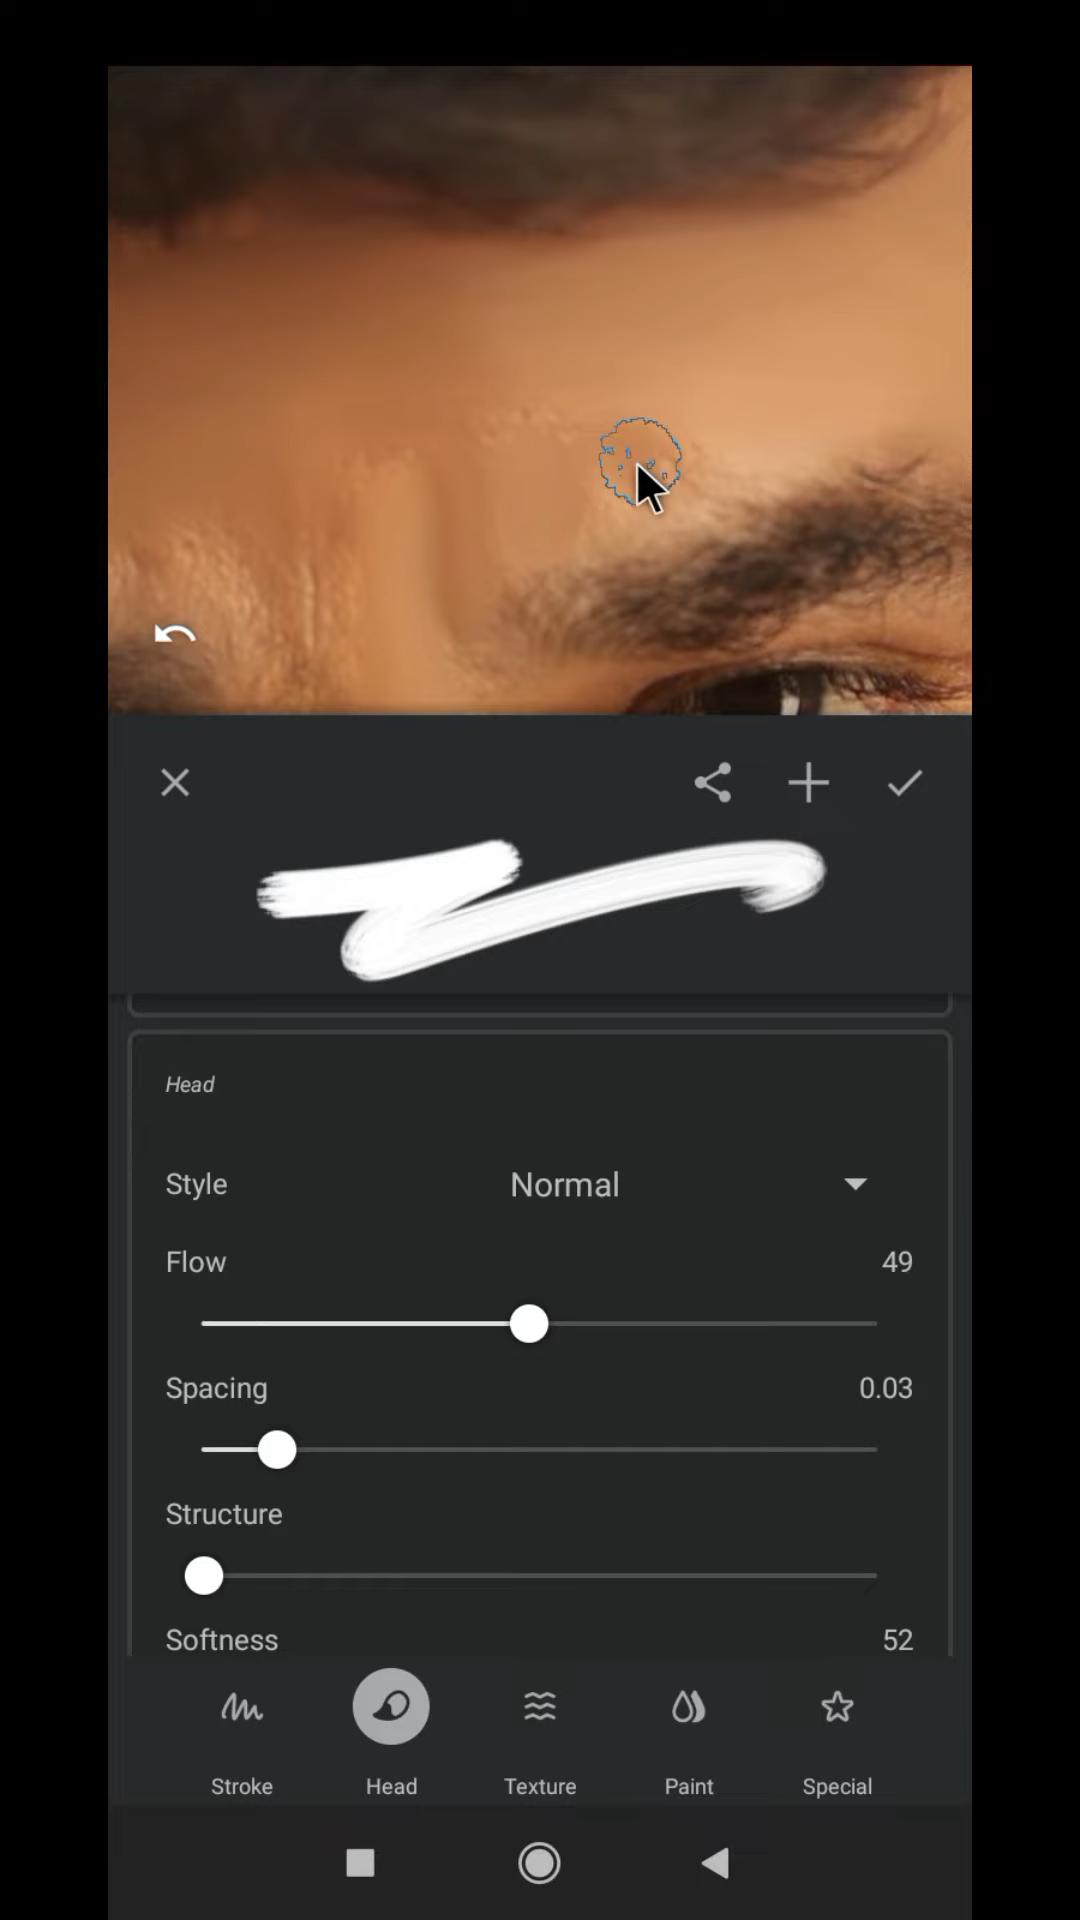 Head
Style Normal
Flow 49
Spacing 0.03
Structure
Softness 52
Stroke Head Texture Paint Special